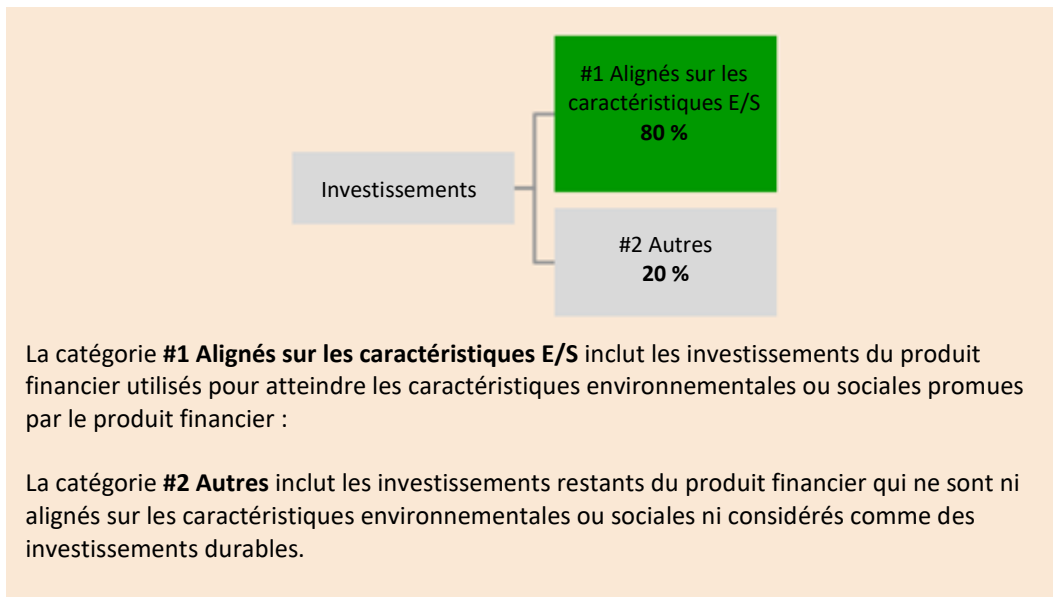 #1 Alignés sur les
caractéristiques E/S
80 %
Investissements
#2 Autres
20 %
La catégorie #1 Alignés sur les caractéristiques E/S inclut les investissements du produit
financier utilisés pour atteindre les caractéristiques environnementales ou sociales promues
par le produit financier :
La catégorie #2 Autres inclut les investissements restants du produit financier qui ne sont ni
alignés sur les caractéristiques environnementales ou sociales ni considérés comme des
investissements durables.